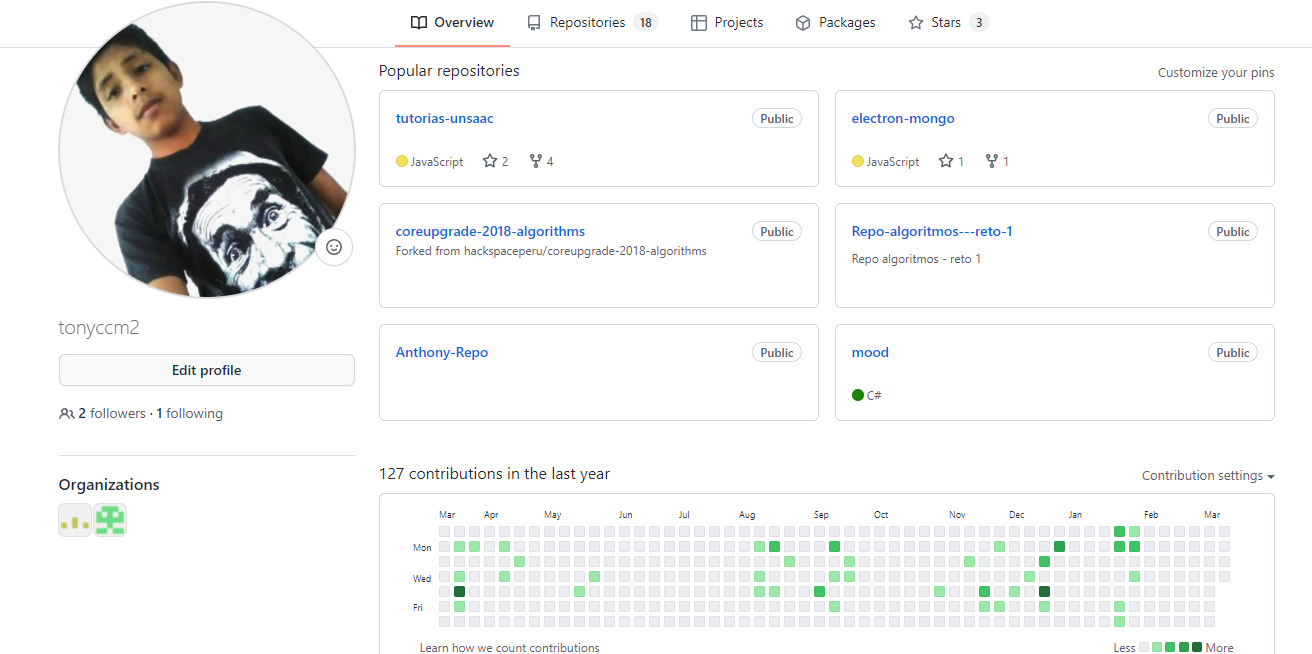 Overview Repositories 18 Projects Packages Stars 3
Popular repositories Customize your pins
tutorias-unsaac Public
JavaScript 2 4
electron-mongo Public
JavaScript 1 1
coreupgrade-2018-algorithms Public
Forked from hackspaceperu/coreupgrade-2018-algorithms
Repo-algoritmos---reto-1 Public
Repo algoritmos - reto 1
Anthony-Repo Public
mood Public
C#
tonyccm2
Edit profile
2 followers · 1 following
Organizations
127 contributions in the last year Contribution settings
Mar Apr May Jun Jul Aug Sep Oct Nov Dec Jan Feb Mar
Mon
Wed
Fri
Learn how we count contributions Less More